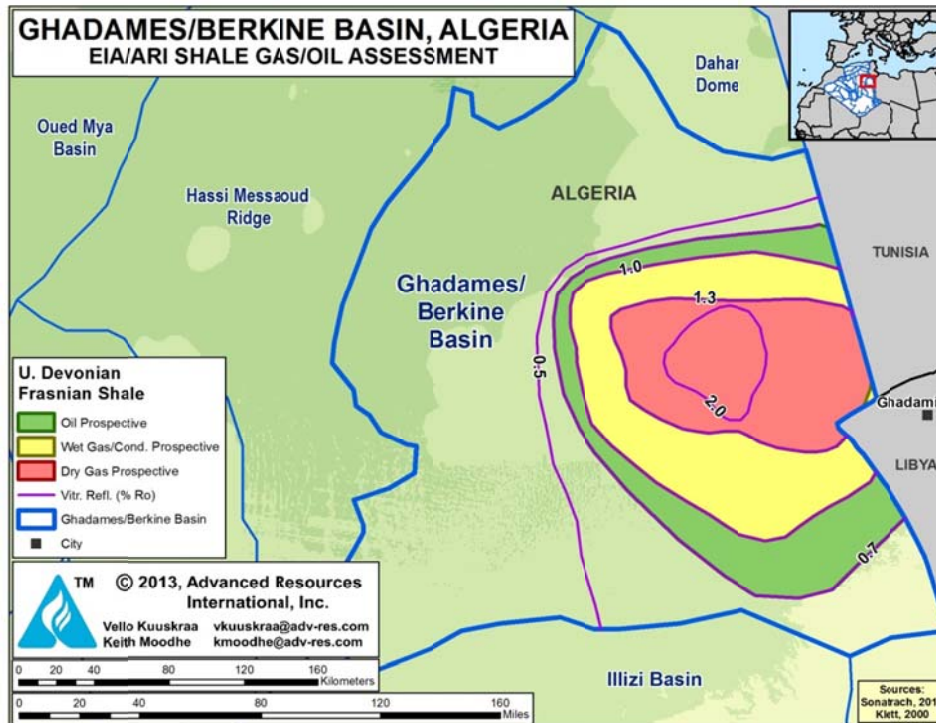 GHADAMES/BERKINE BASIN, ALGERIA
EIA/ARI SHALE GAS/OIL ASSESSMENT
Dahar
Dome
Oued Mya
Basin
Hassi Messaoud
Ridge
ALGERIA
TUNISIA
Ghadames/
Berkine
Basin
1.0
1.3
0.5
2.0
0.7
Ghadam
LIBYA
U. Devonian
Frasnian Shale
Oil Prospective
Wet Gas/Cond. Prospective
Dry Gas Prospective
Vitr. Refl. (% Ro)
Ghadames/Berkine Basin
City
TM
© 2013, Advanced Resources
International, Inc.
Vello Kuuskraa vkuuskraa@adv-res.com
Keith Moodhe kmoodhe@adv-res.com
0 20 40 80 120 160
Kilometers
0 20 40 80 120 160
Miles
Illizi Basin
Sources:
Sonatrach, 201
Klett, 2000